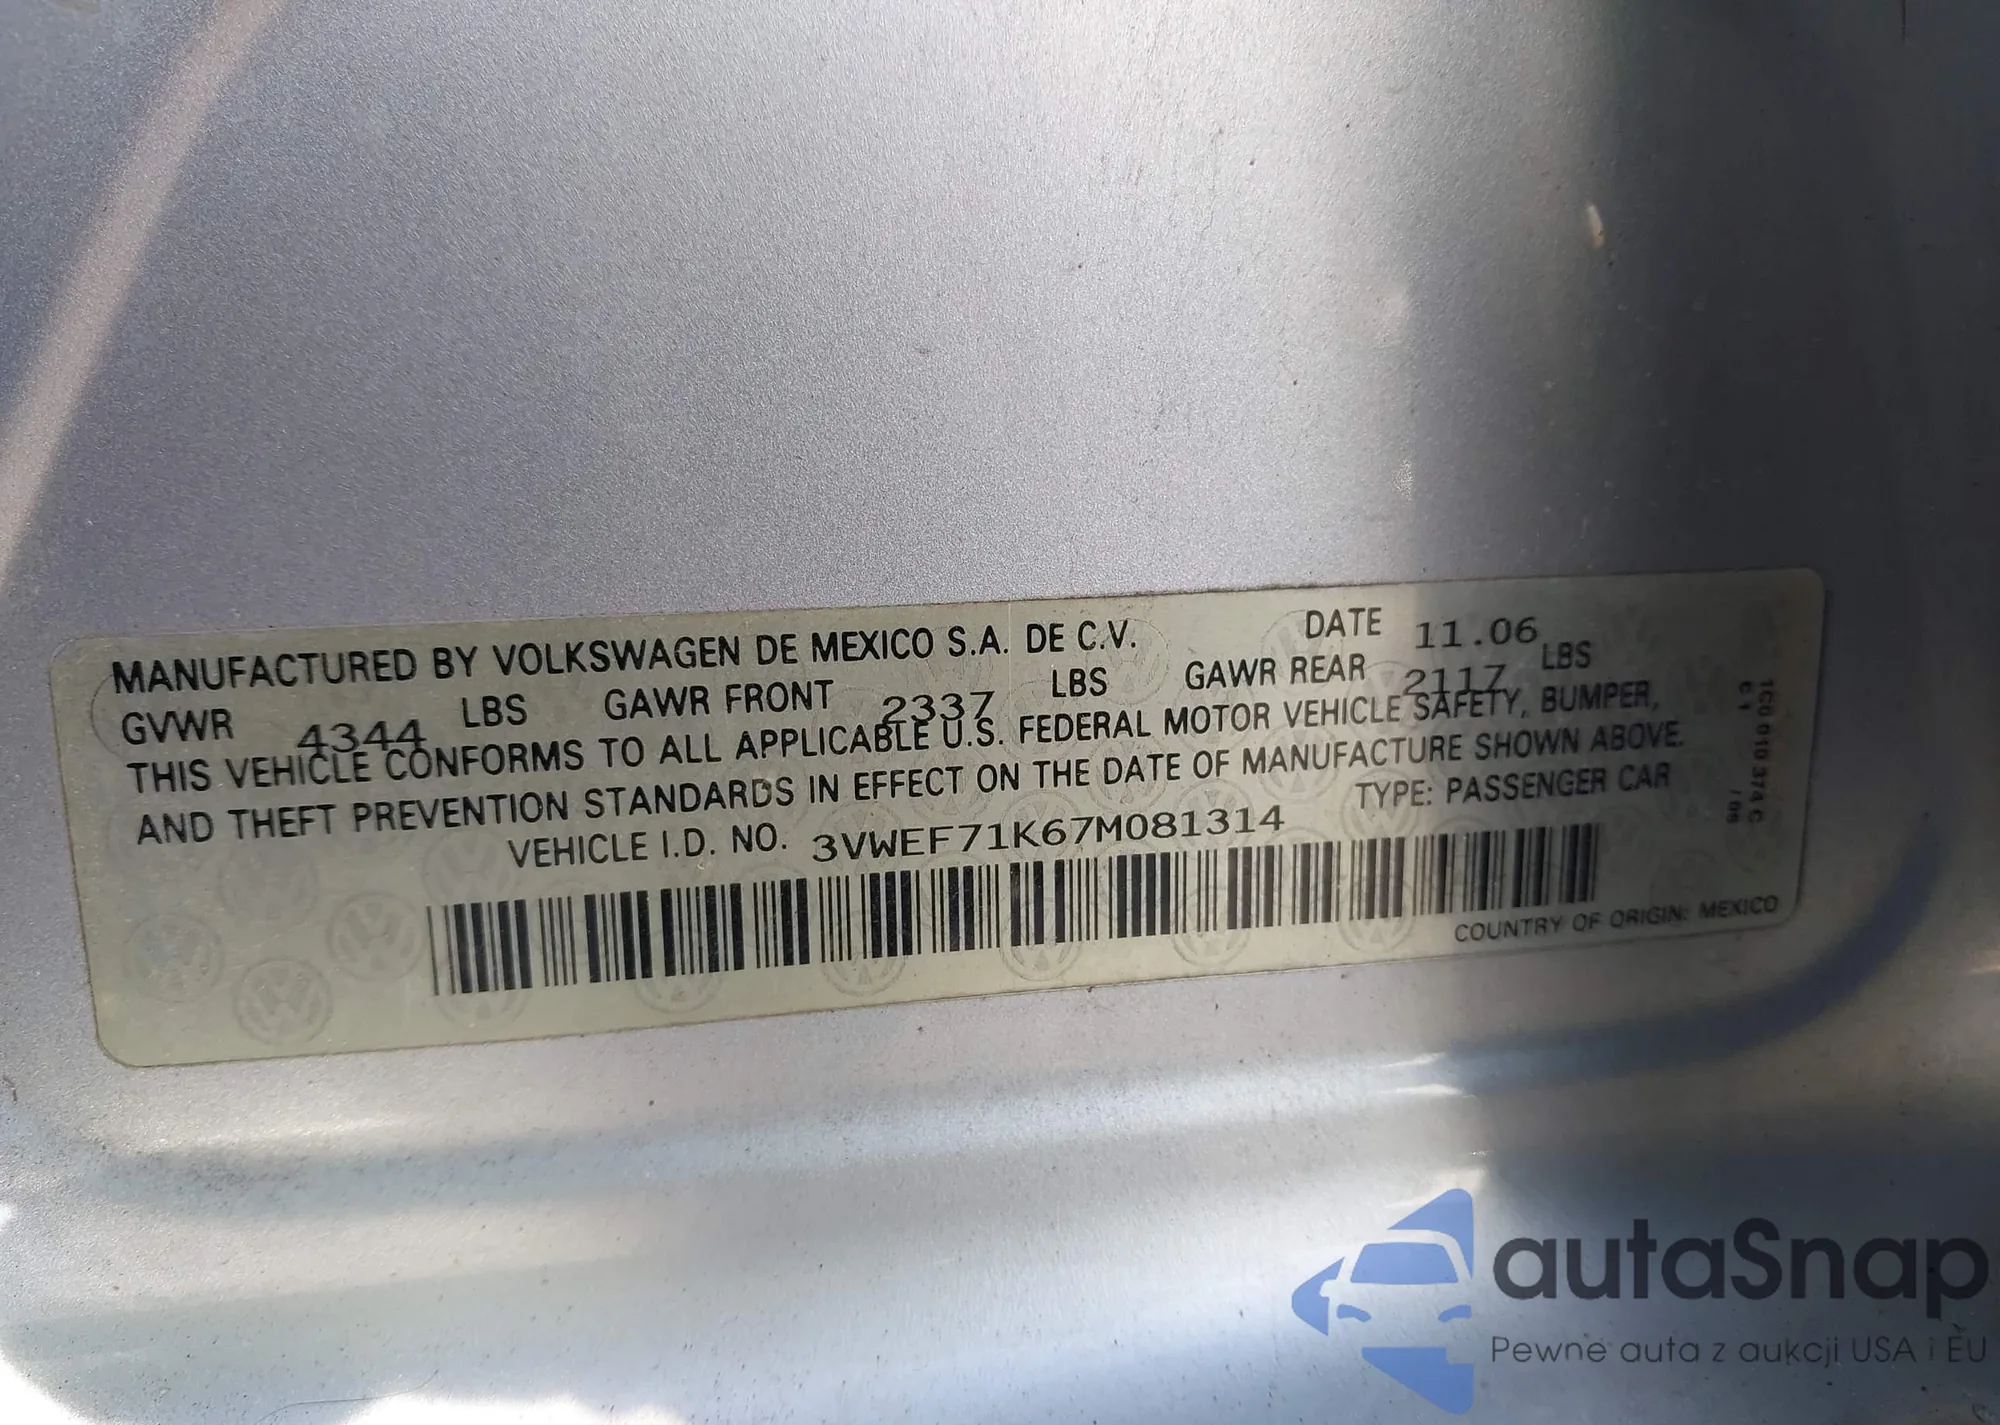 MANUFACTURED BY VOLKSWAGEN DE MEXICO S.A. DE C.V. DATE 11.06
GVWR 4344 LBS GAWR FRONT 2337 LBS GAWR REAR 2117 LBS
THIS VEHICLE CONFORMS TO ALL APPLICABLE U.S. FEDERAL MOTOR VEHICLE SAFETY, BUMPER,
AND THEFT PREVENTION STANDARDS IN EFFECT ON THE DATE OF MANUFACTURE SHOWN ABOVE.
VEHICLE I.D. NO. 3VWEF71K67M081314 TYPE: PASSENGER CAR
COUNTRY OF ORIGIN: MEXICO
1C0 010 374 C
autaSnap
Pewne auta z aukcji USA i EU